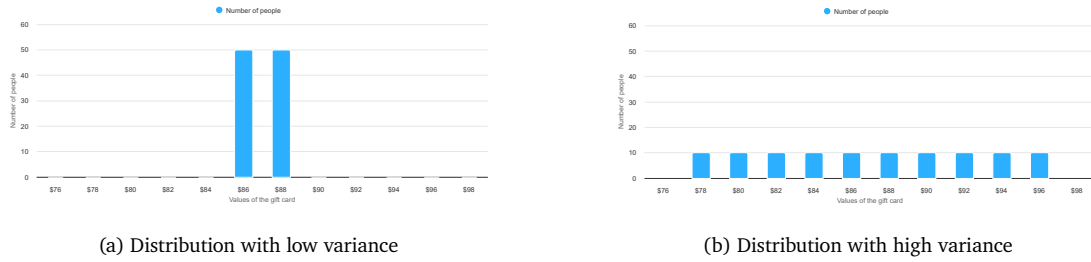 Number of people
60
50
40
30
20
10
0
Number of people
$76 $78 $80 $82 $84 $86 $88 $90 $92 $94 $96 $98
Values of the gift card
(a) Distribution with low variance
Number of people
60
50
40
30
20
10
0
Number of people
$76 $78 $80 $82 $84 $86 $88 $90 $92 $94 $96 $98
Values of the gift card
(b) Distribution with high variance